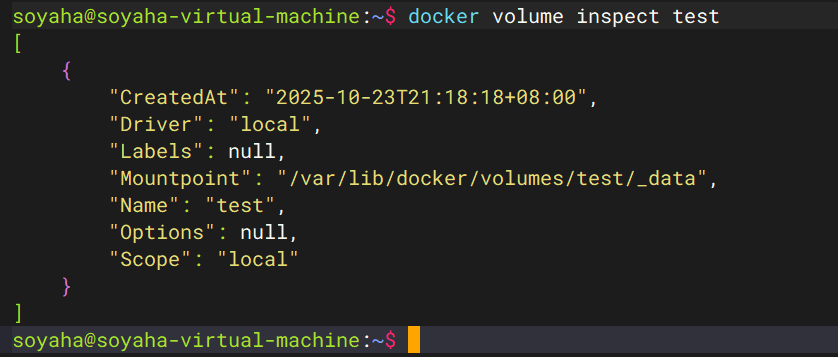 soyaha@soyaha-virtual-machine:~$ docker volume inspect test
[
    {
        "CreatedAt": "2025-10-23T21:18:18+08:00",
        "Driver": "local",
        "Labels": null,
        "Mountpoint": "/var/lib/docker/volumes/test/_data",
        "Name": "test",
        "Options": null,
        "Scope": "local"
    }
]
soyaha@soyaha-virtual-machine:~$